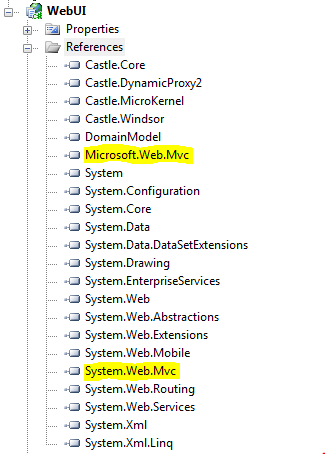 WebUI
Properties
References
Castle.Core
Castle.DynamicProxy2
Castle.MicroKernel
Castle.Windsor
DomainModel
Microsoft.Web.Mvc
System
System.Configuration
System.Core
System.Data
System.Data.DataSetExtensions
System.Drawing
System.EnterpriseServices
System.Web
System.Web.Abstractions
System.Web.Extensions
System.Web.Mobile
System.Web.Mvc
System.Web.Routing
System.Web.Services
System.Xml
System.Xml.Linq